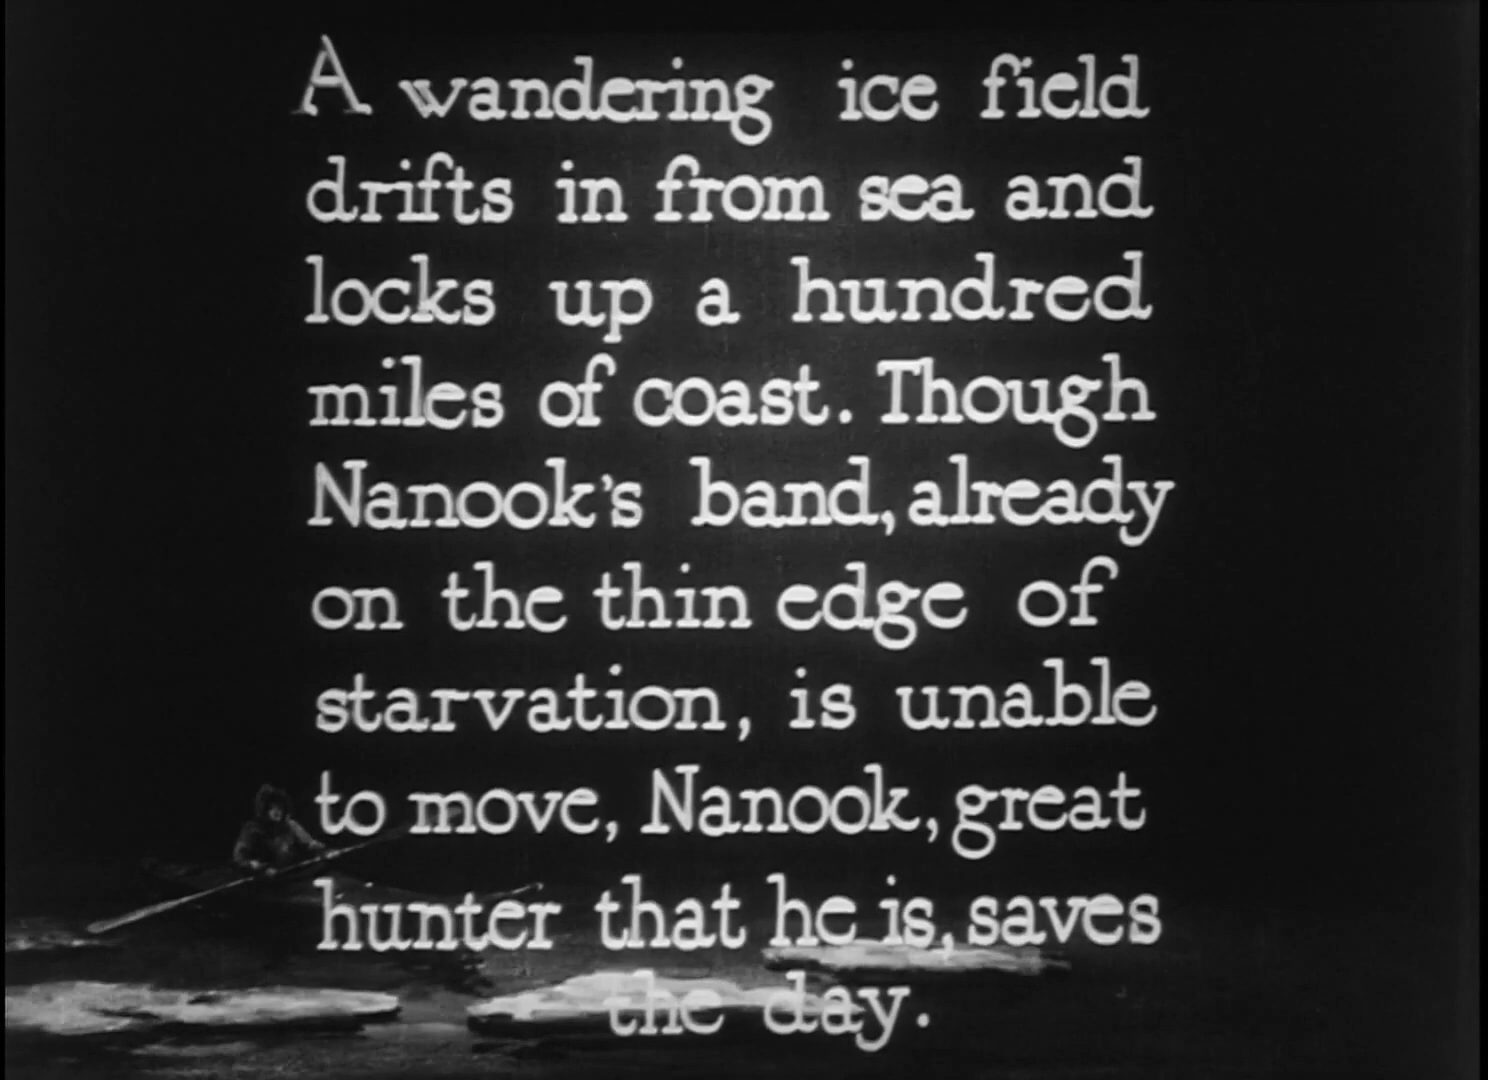 A wandering ice field
drifts in from sea and
locks up a hundred
miles of coast. Though
Nanook's band, already
on the thin edge of
starvation, is unable
to move, Nanook, great
hunter that he is, saves
the day.